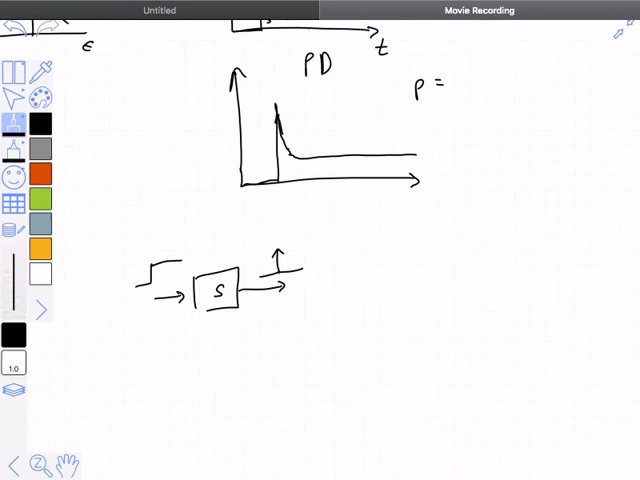 Untitled
Movie Recording
ε
t
PD
p =
s
1.0